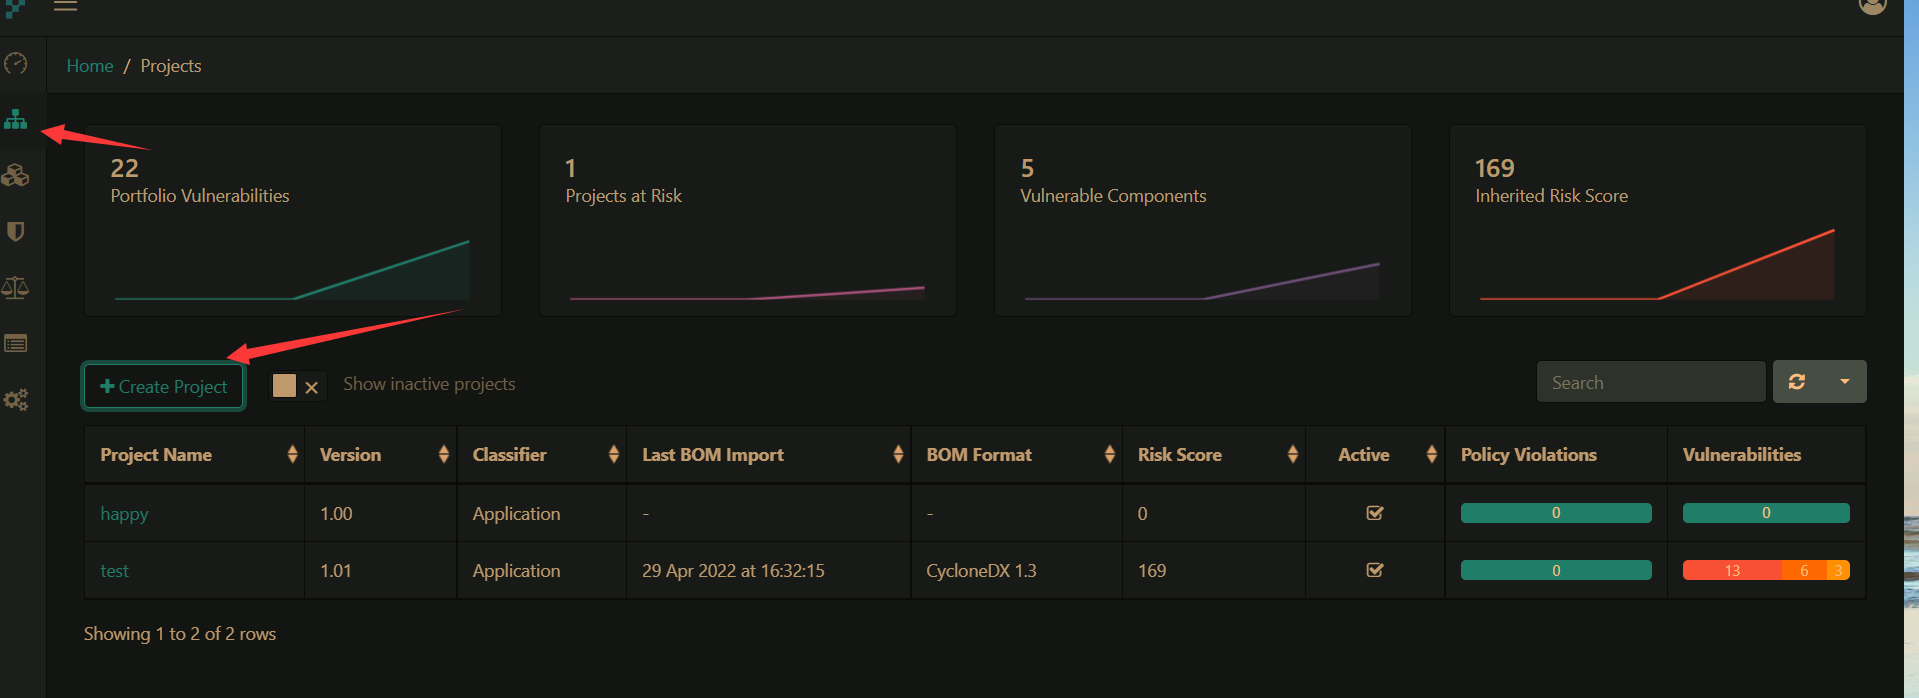 Home / Projects
22
Portfolio Vulnerabilities
1
Projects at Risk
5
Vulnerable Components
169
Inherited Risk Score
Create Project
Show inactive projects
Search
Project Name Version Classifier Last BOM Import BOM Format Risk Score Active Policy Violations Vulnerabilities
happy 1.00 Application - - 0 0 0
test 1.01 Application 29 Apr 2022 at 16:32:15 CycloneDX 1.3 169 0 13 6 3
Showing 1 to 2 of 2 rows